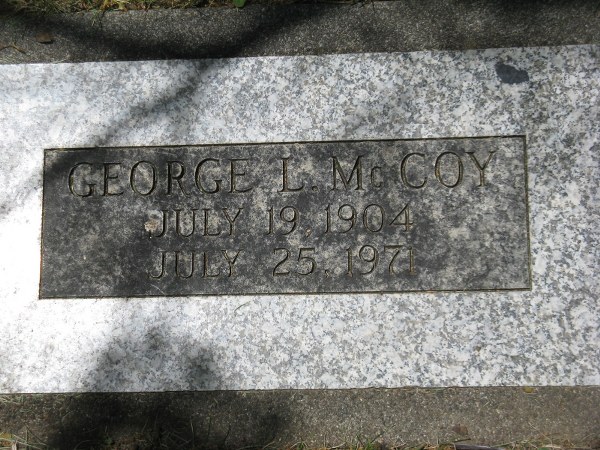 GEORGE L. McCOY
JULY 19, 1904
JULY 25, 1971